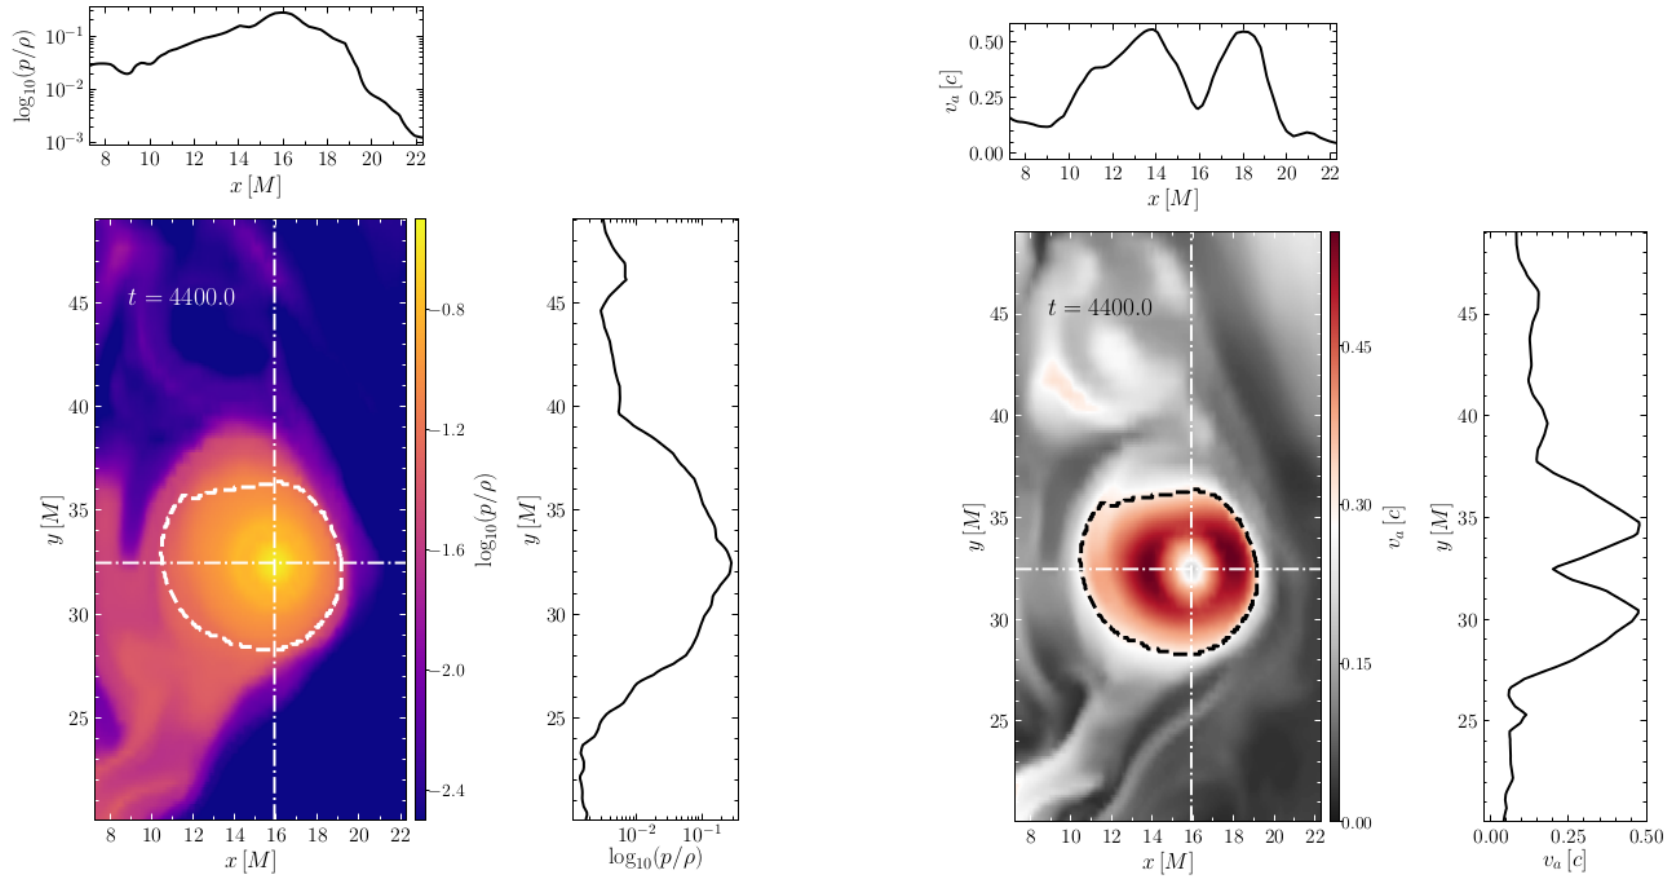 log₁₀(p/ρ)
10⁻¹
10⁻²
10⁻³
8 10 12 14 16 18 20 22
x [M]
v_a [c]
0.50
0.25
0.00
8 10 12 14 16 18 20 22
x [M]
t = 4400.0
y [M]
45
40
35
30
25
8 10 12 14 16 18 20 22
x [M]
−0.8
−1.2
−1.6
−2.0
−2.4
log₁₀(p/ρ)
y [M]
45
40
35
30
25
10⁻² 10⁻¹
log₁₀(p/ρ)
t = 4400.0
y [M]
45
40
35
30
25
8 10 12 14 16 18 20 22
x [M]
0.45
0.30
0.15
0.00
v_a [c]
y [M]
45
40
35
30
25
0.00 0.25 0.50
v_a [c]